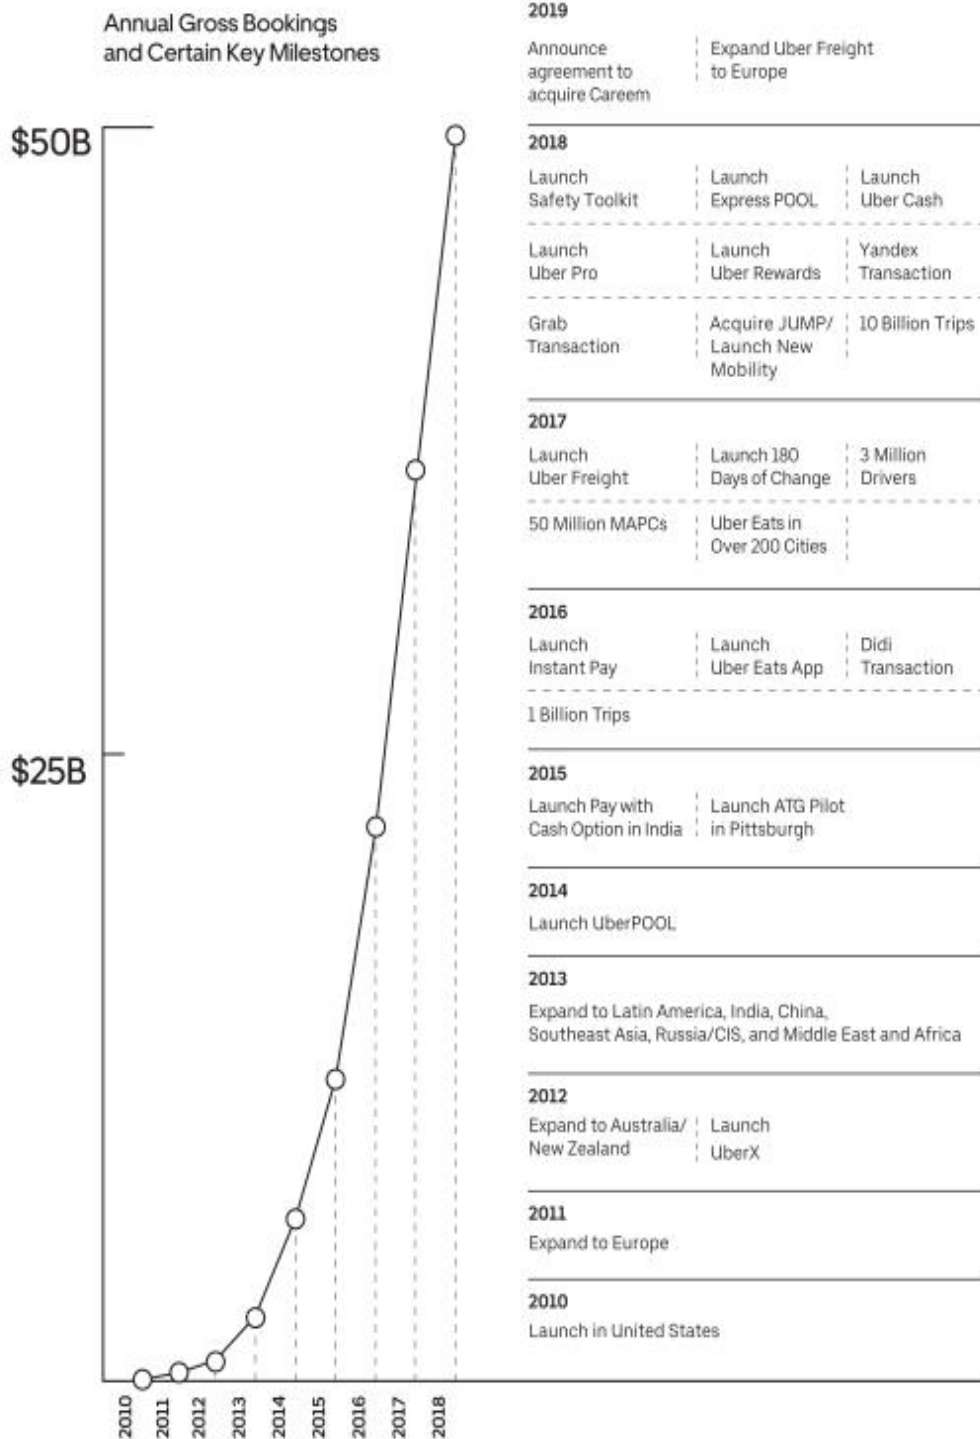 Annual Gross Bookings
and Certain Key Milestones
$50B
$25B
2010
2011
2012
2013
2014
2015
2016
2017
2018
2019
Announce
agreement to
acquire Careem
Expand Uber Freight
to Europe
2018
Launch
Safety Toolkit
Launch
Express POOL
Launch
Uber Cash
Launch
Uber Pro
Launch
Uber Rewards
Yandex
Transaction
Grab
Transaction
Acquire JUMP/
Launch New
Mobility
10 Billion Trips
2017
Launch
Uber Freight
Launch 180
Days of Change
3 Million
Drivers
50 Million MAPCs
Uber Eats in
Over 200 Cities
2016
Launch
Instant Pay
Launch
Uber Eats App
Didi
Transaction
1 Billion Trips
2015
Launch Pay with
Cash Option in India
Launch ATG Pilot
in Pittsburgh
2014
Launch UberPOOL
2013
Expand to Latin America, India, China,
Southeast Asia, Russia/CIS, and Middle East and Africa
2012
Expand to Australia/
New Zealand
Launch
UberX
2011
Expand to Europe
2010
Launch in United States